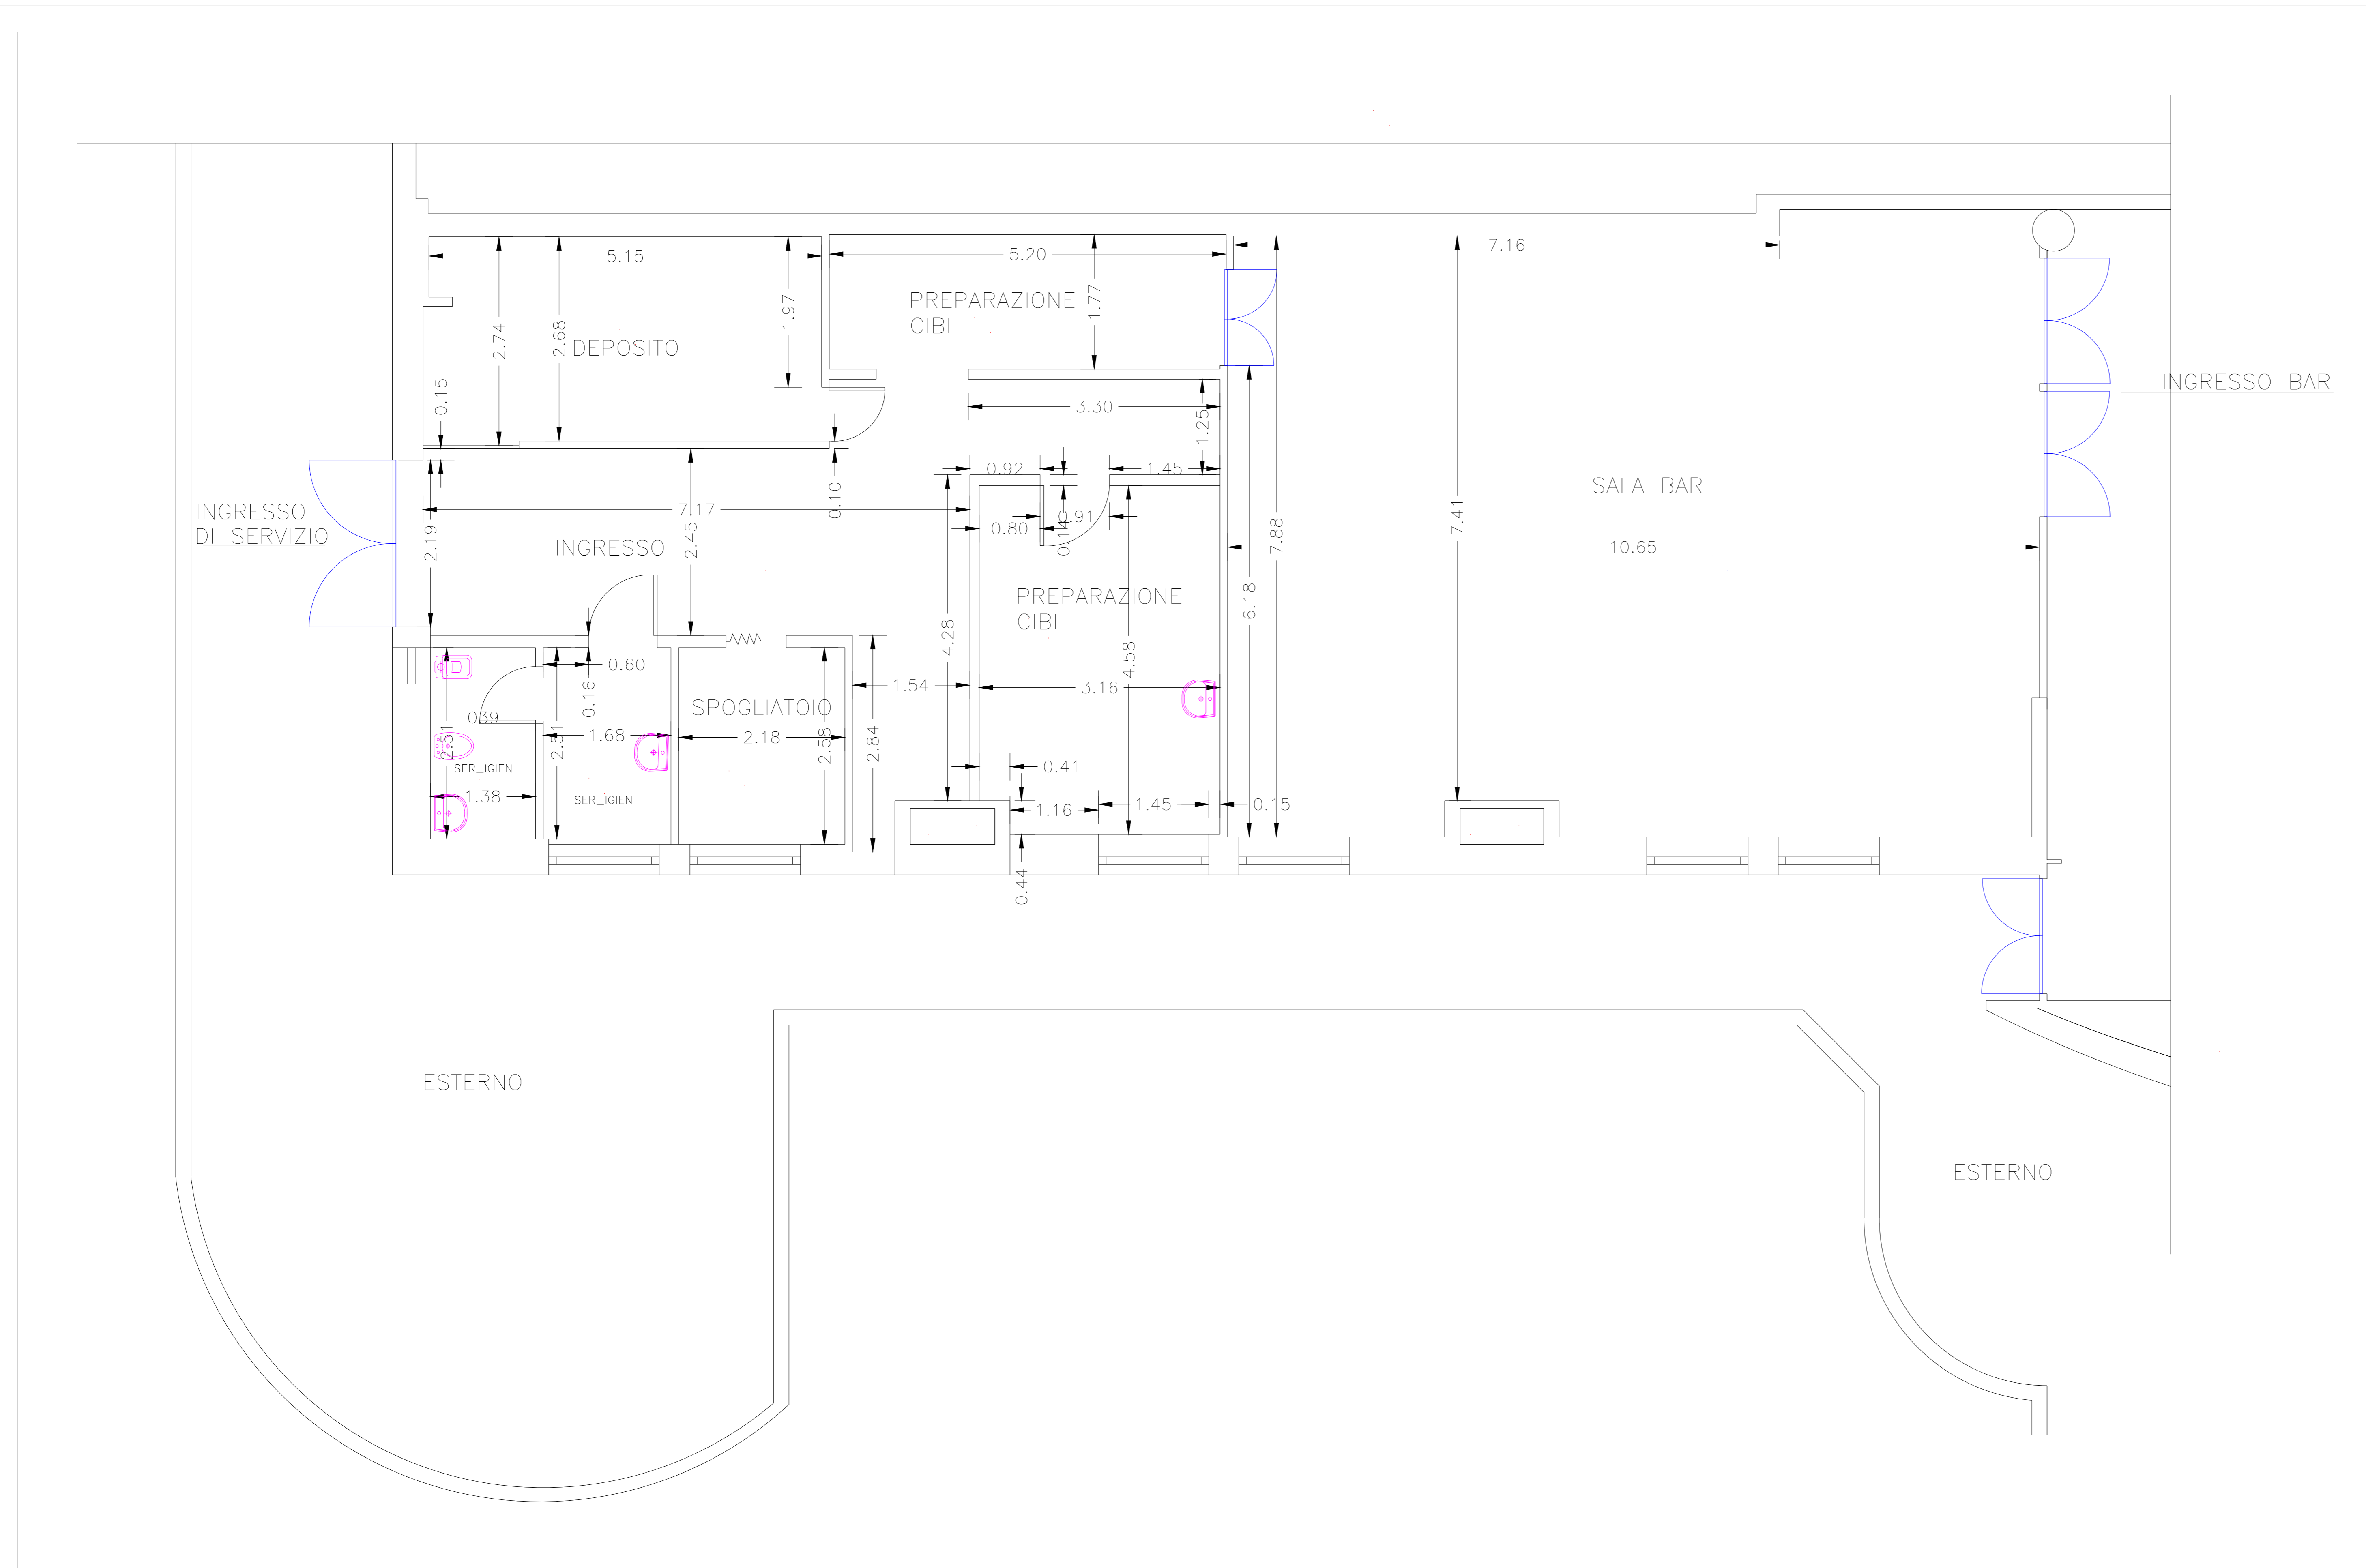 7.16
5.15
5.20
PREPARAZIONE
CIBI
1.77
1.97
2.74
2.68
DEPOSITO
INGRESSO BAR
0.15
3.30
1.25
0.92
1.45
SALA BAR
0.10
7.17
INGRESSO
DI SERVIZIO
0.91
0.80
0.14
7.41
7.88
2.19
2.45
INGRESSO
10.65
PREPARAZIONE
CIBI
6.18
4.28
4.58
0.60
0.16
1.54
3.16
SPOGLIATOIO
039
2.51
2.51
1.68
2.18
2.58
2.84
SER_IGIEN
0.41
1.38
SER_IGIEN
1.16
1.45
0.15
0.44
ESTERNO
ESTERNO